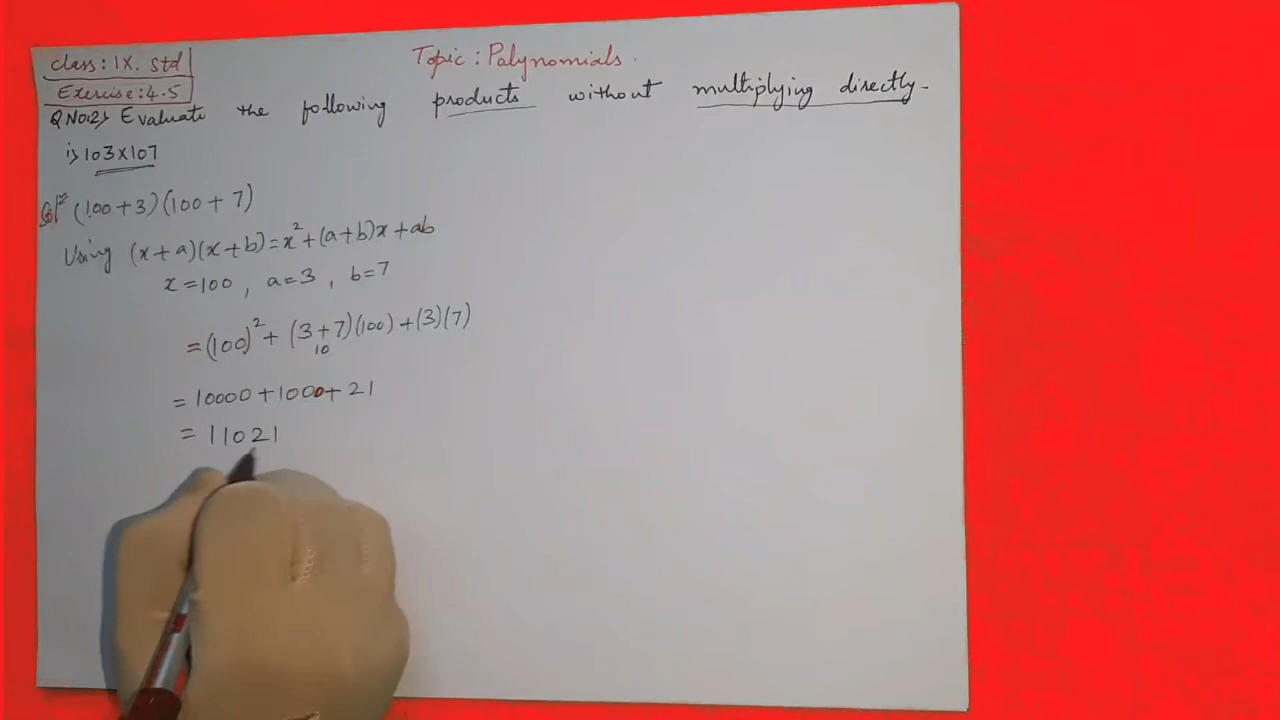 class: IX. Std
Topic: Polynomials.
Exercise: 4.5
Q No:2) Evaluate the following products without multiplying directly-
i) 103x107
Solⁿ (100+3)(100+7)
Using (x+a)(x+b)=x²+(a+b)x+ab
x=100, a=3, b=7
=(100)²+(3+7)(100)+(3)(7)
10
=10000+1000+21
=11021